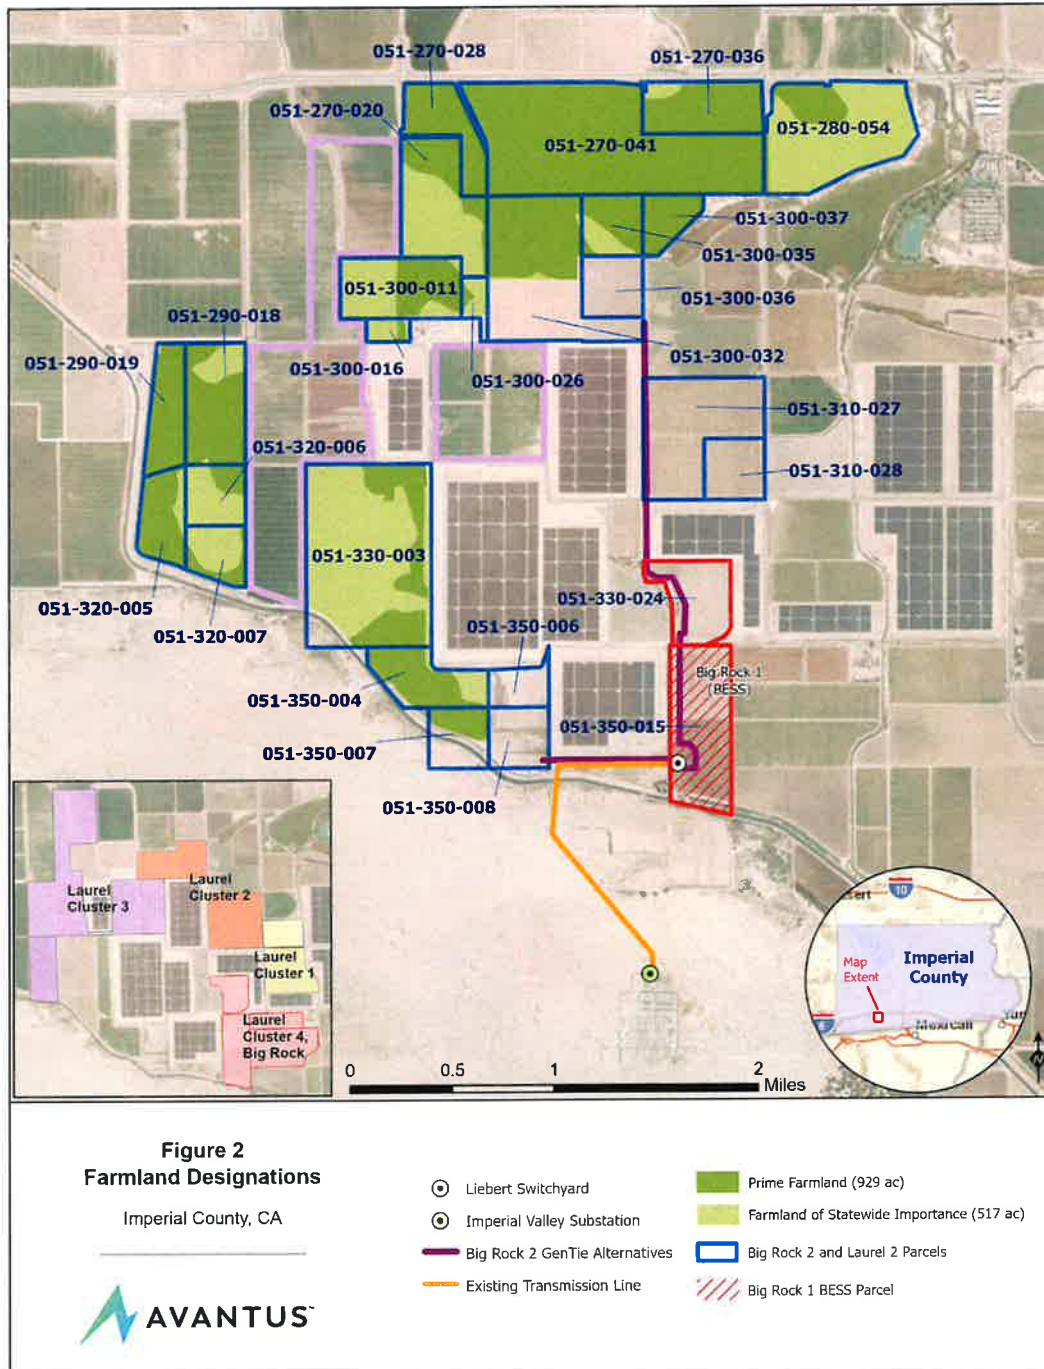 051-270-028
051-270-036
051-270-020
051-280-054
051-270-041
051-300-037
051-300-035
051-300-011
051-300-036
051-290-018
051-300-032
051-290-019
051-300-016
051-300-026
051-310-027
051-320-006
051-310-028
051-330-003
051-330-024
051-320-005
051-350-006
051-320-007
Big Rock 1
(BESS)
051-350-004
051-350-015
051-350-007
051-350-008
Laurel
Cluster 3
Laurel
Cluster 2
Laurel
Cluster 1
Laurel
Cluster 4,
Big Rock
10
Imperial
County
Map
Extent
Mexicali
0 0.5 1 2
Miles
N
Figure 2
Farmland Designations
Imperial County, CA
AVANTUS
Liebert Switchyard
Imperial Valley Substation
Big Rock 2 GenTie Alternatives
Existing Transmission Line
Prime Farmland (929 ac)
Farmland of Statewide Importance (517 ac)
Big Rock 2 and Laurel 2 Parcels
Big Rock 1 BESS Parcel